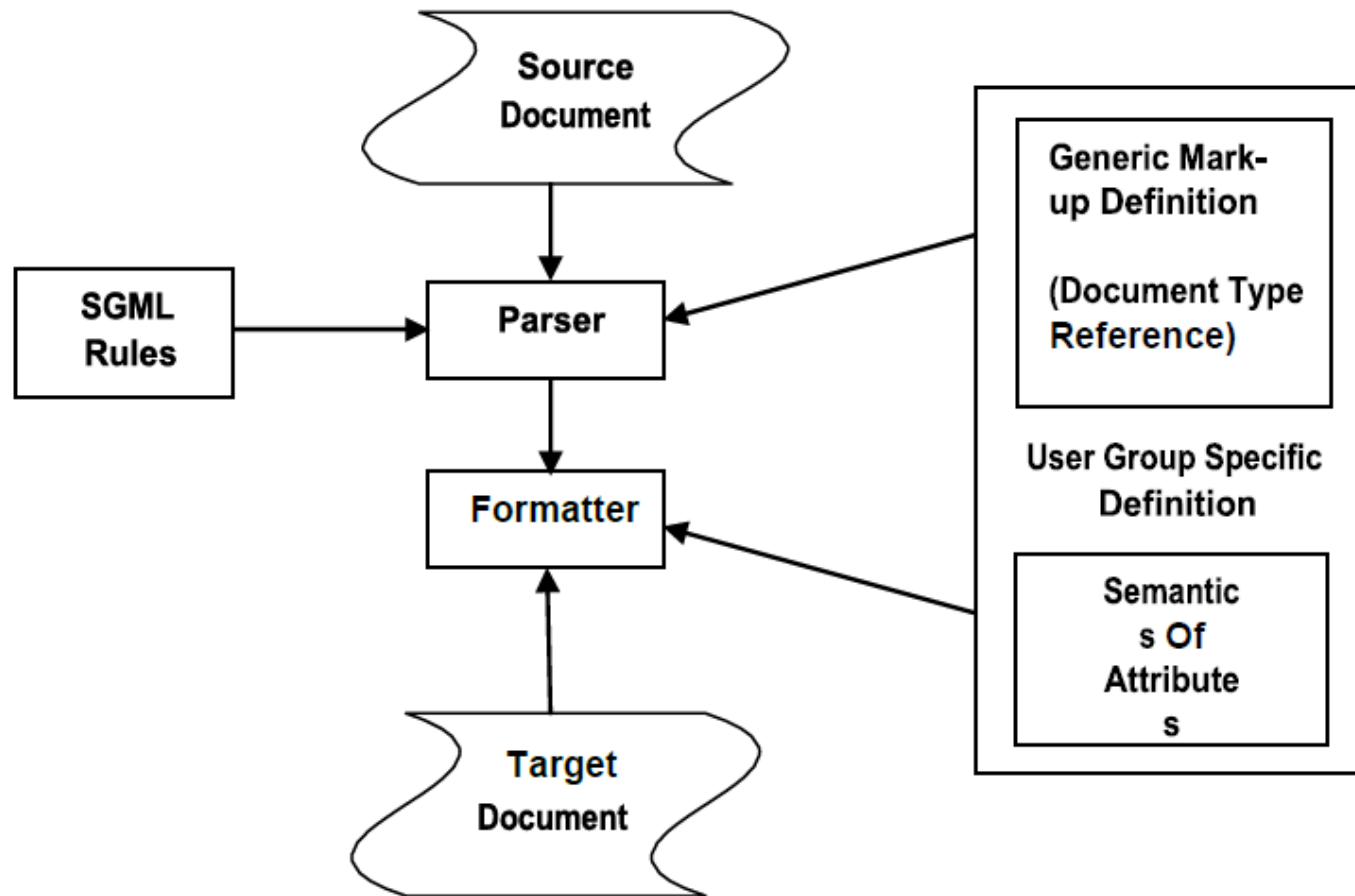 Source
Document
SGML
Rules
Parser
Formatter
Target
Document
Generic Mark-
up Definition
(Document Type
Reference)
User Group Specific
Definition
Semantic
s Of
Attribute
s